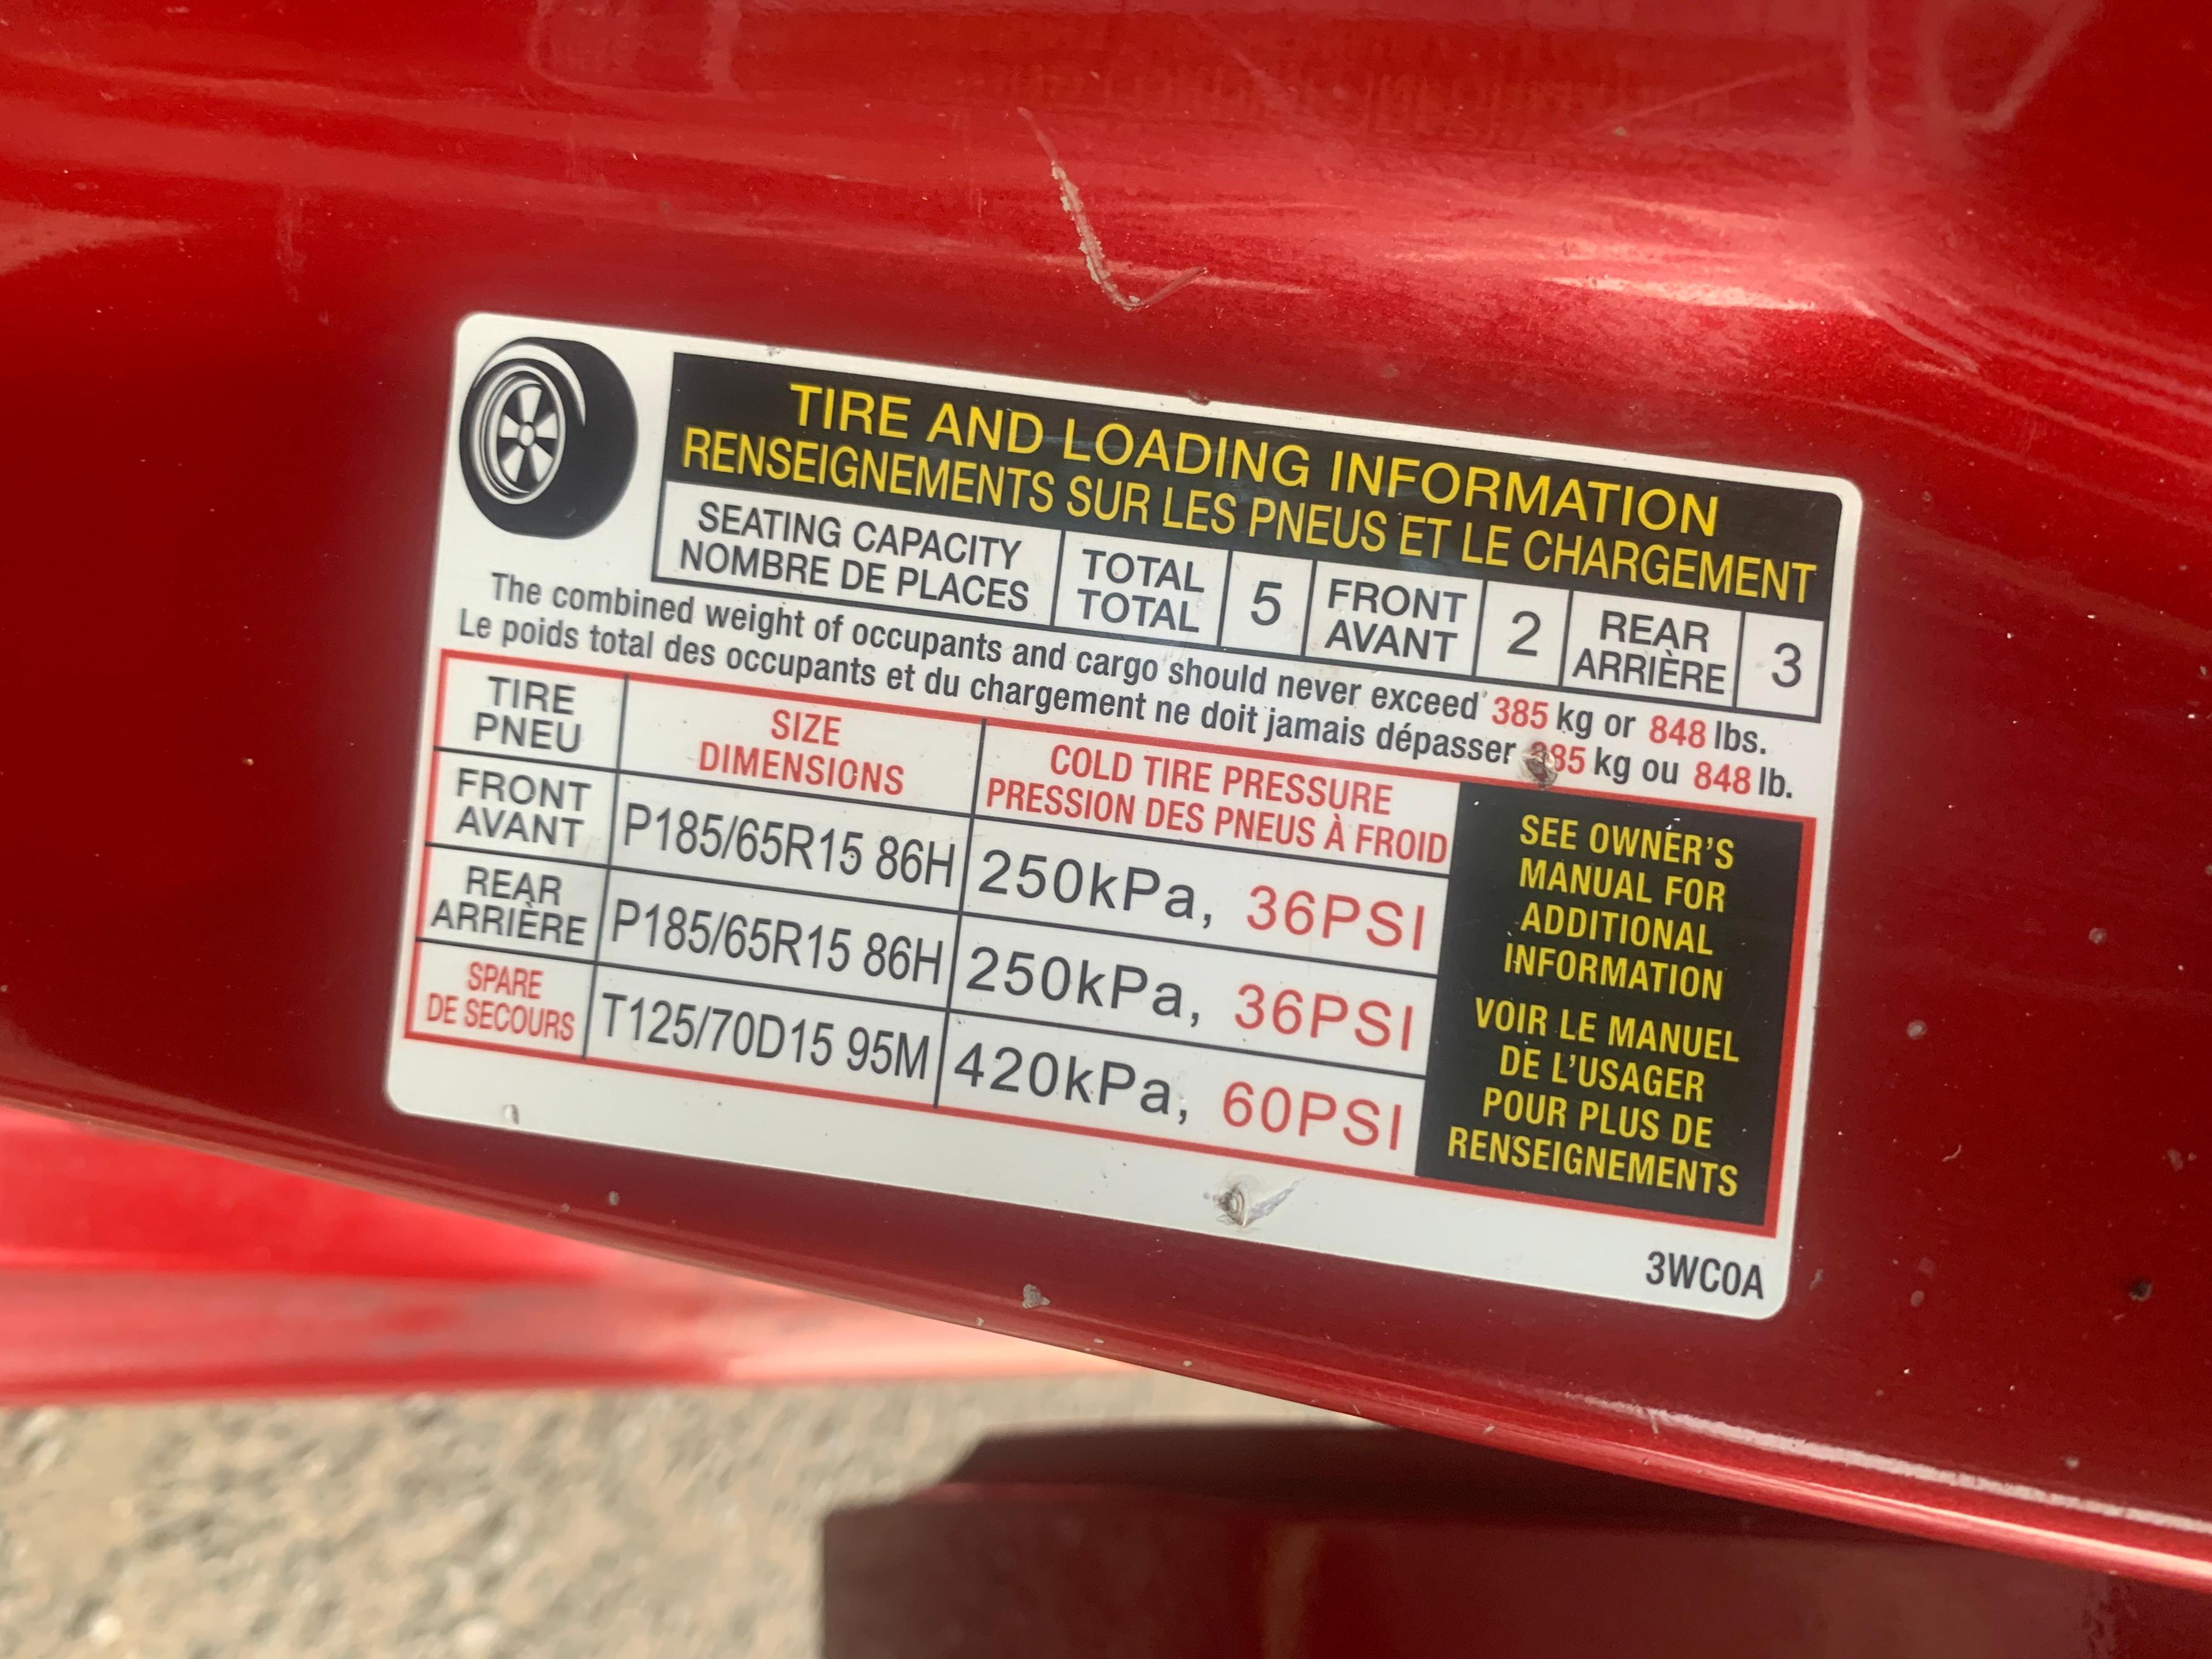 TIRE AND LOADING INFORMATION
RENSEIGNEMENTS SUR LES PNEUS ET LE CHARGEMENT
SEATING CAPACITY
NOMBRE DE PLACES
TOTAL
TOTAL
5
FRONT
AVANT
2
REAR
ARRIÈRE
3
The combined weight of occupants and cargo should never exceed 385 kg or 848 lbs.
Le poids total des occupants et du chargement ne doit jamais dépasser 385 kg ou 848 lb.
TIRE
PNEU
SIZE
DIMENSIONS
COLD TIRE PRESSURE
PRESSION DES PNEUS À FROID
FRONT
AVANT
P185/65R15 86H
250kPa, 36PSI
REAR
ARRIÈRE
P185/65R15 86H
250kPa, 36PSI
SPARE
DE SECOURS
T125/70D15 95M
420kPa, 60PSI
SEE OWNER'S
MANUAL FOR
ADDITIONAL
INFORMATION
VOIR LE MANUEL
DE L'USAGER
POUR PLUS DE
RENSEIGNEMENTS
3WC0A